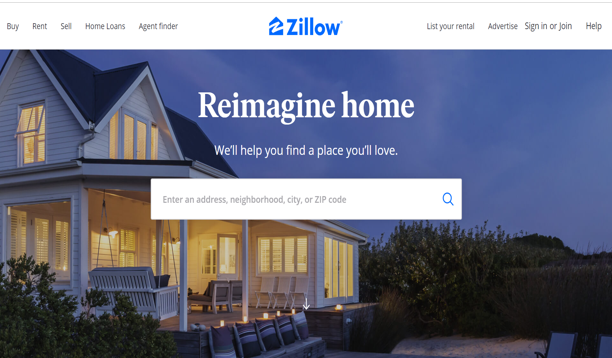 Buy Rent Sell Home Loans Agent finder Zillow List your rental Advertise Sign in or Join Help
Reimagine home
We'll help you find a place you'll love.
Enter an address, neighborhood, city, or ZIP code